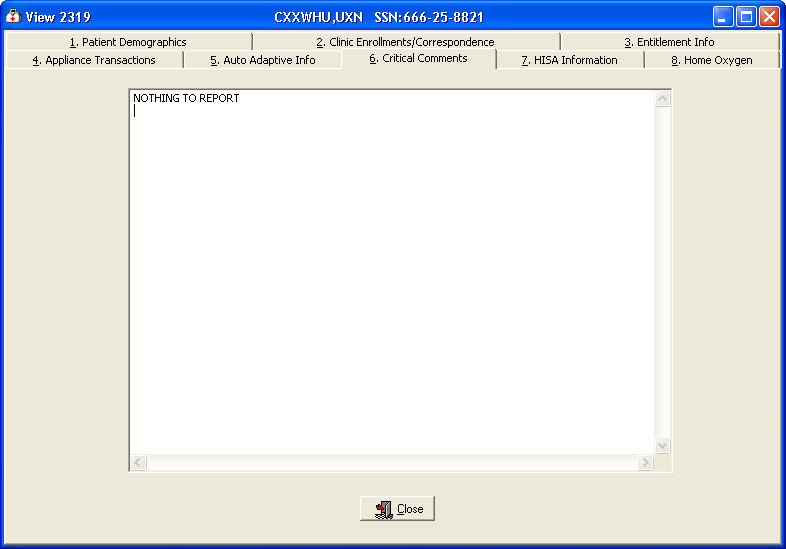 View 2319 CXXWHU,UXN SSN:666-25-8821
1. Patient Demographics 2. Clinic Enrollments/Correspondence 3. Entitlement Info
4. Appliance Transactions 5. Auto Adaptive Info 6. Critical Comments 7. HISA Information 8. Home Oxygen
NOTHING TO REPORT
Close